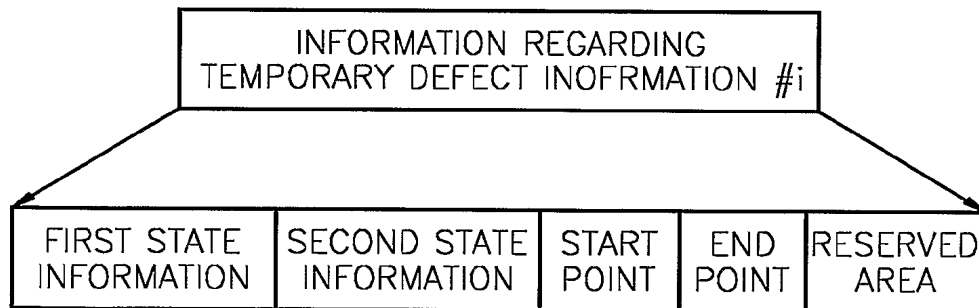 INFORMATION REGARDING
TEMPORARY DEFECT INOFRMATION #i
FIRST STATE
INFORMATION
SECOND STATE
INFORMATION
START
POINT
END
POINT
RESERVED
AREA